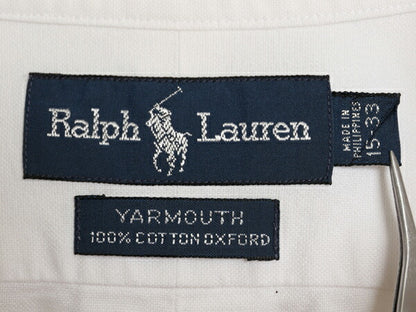 Ralph Lauren
MADE IN
PHILIPPINES
15-33
YARMOUTH
100% COTTON OXFORD